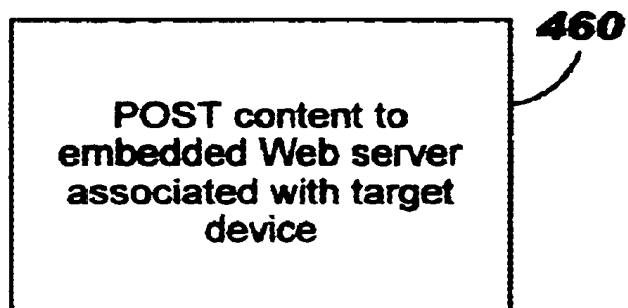 460
POST content to
embedded Web server
associated with target
device